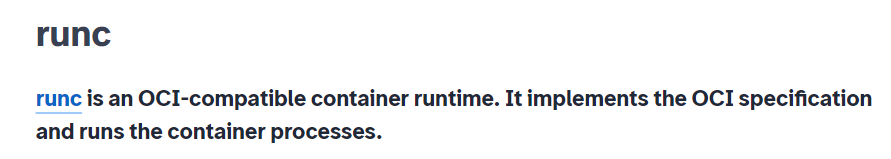 runc
runc is an OCI-compatible container runtime. It implements the OCI specification
and runs the container processes.